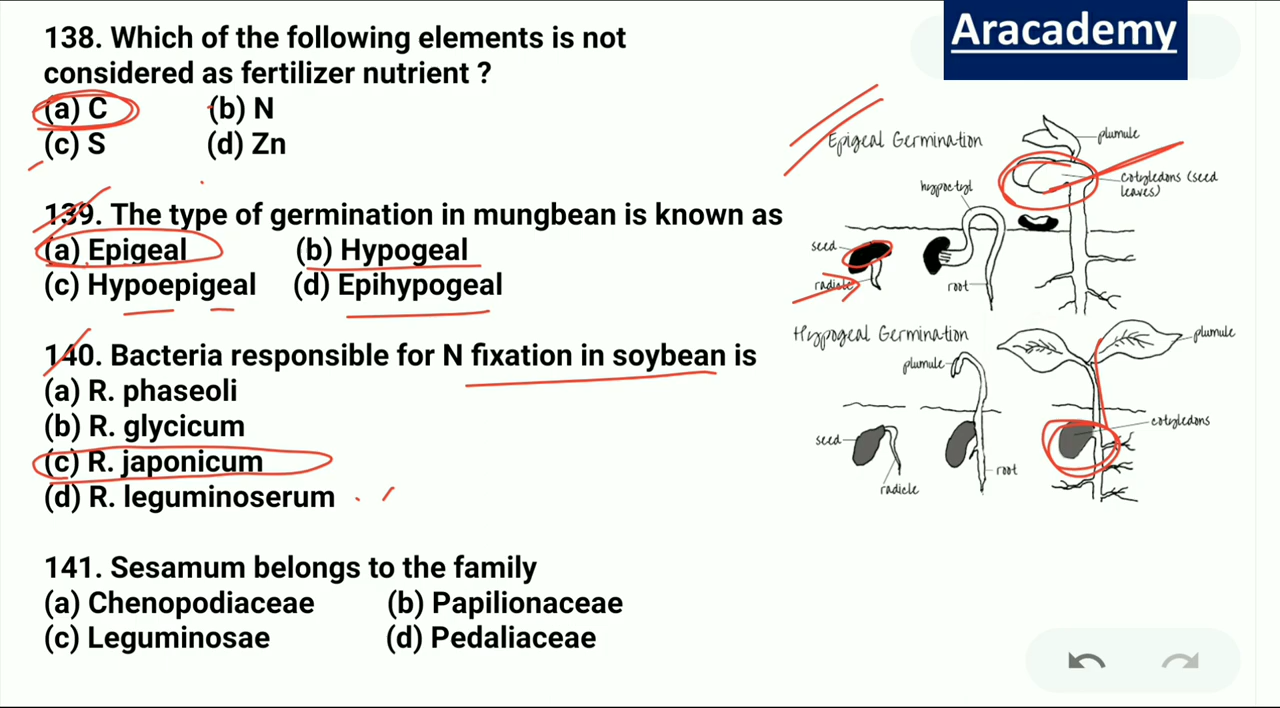 Aracademy
138. Which of the following elements is not
considered as fertilizer nutrient ?
(a) C (b) N
(c) S (d) Zn
139. The type of germination in mungbean is known as
(a) Epigeal (b) Hypogeal
(c) Hypoepigeal (d) Epihypogeal
140. Bacteria responsible for N fixation in soybean is
(a) R. phaseoli
(b) R. glycicum
(c) R. japonicum
(d) R. leguminoserum
141. Sesamum belongs to the family
(a) Chenopodiaceae (b) Papilionaceae
(c) Leguminosae (d) Pedaliaceae
Epigeal Germination
plumule
cotyledons (seed
leaves)
hypoctyl
seed
radicle
root
Hypogeal Germination
plumule
plumule
cotyledons
seed
root
radicle